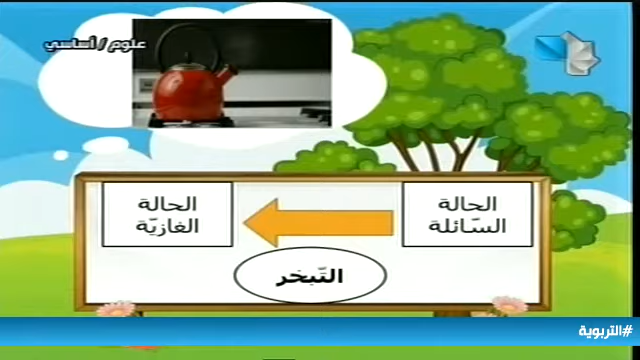 علوم / أساسي
الحالة
السّائلة
الحالة
الغازيّة
التّبخر
#التربوية